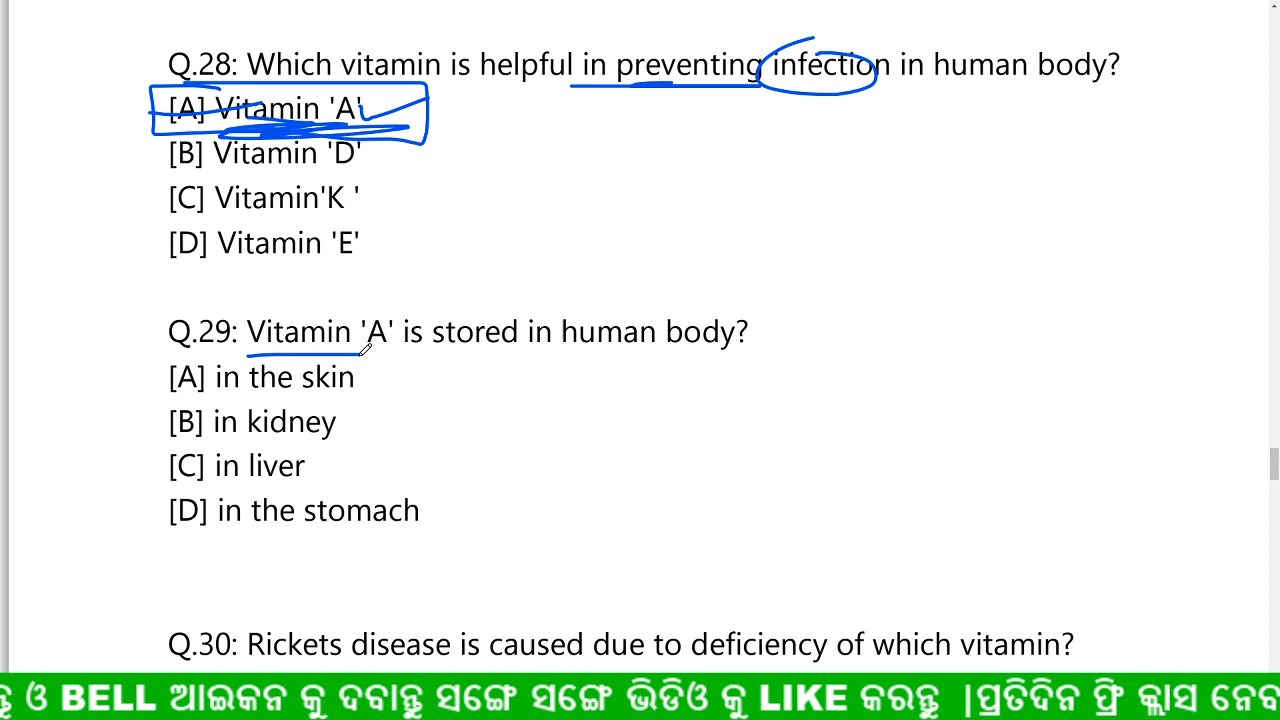 Q.28: Which vitamin is helpful in preventing infection in human body?
[A] Vitamin 'A'
[B] Vitamin 'D'
[C] Vitamin'K '
[D] Vitamin 'E'
Q.29: Vitamin 'A' is stored in human body?
[A] in the skin
[B] in kidney
[C] in liver
[D] in the stomach
Q.30: Rickets disease is caused due to deficiency of which vitamin?
ଓ BELL ଆଇକନ କୁ ଦବାନ୍ତୁ ସଙ୍ଗେ ସଙ୍ଗେ ଭିଡିଓ କୁ LIKE କରନ୍ତୁ |ପ୍ରତିଦିନ ଫ୍ରି କ୍ଲାସ ନେବ